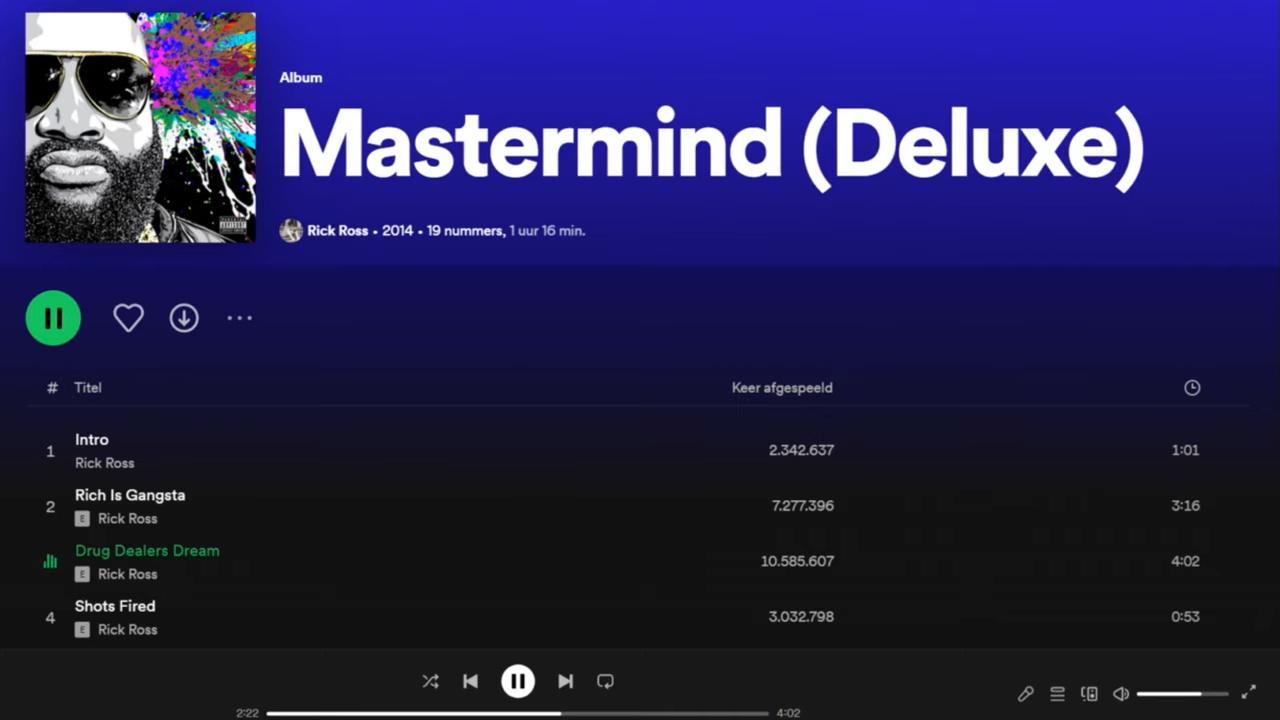 Album
Mastermind (Deluxe)
Rick Ross • 2014 • 19 nummers, 1 uur 16 min.
# Titel Keer afgespeeld
1 Intro 2.342.637 1:01
Rick Ross
2 Rich Is Gangsta 7.277.396 3:16
E Rick Ross
Drug Dealers Dream 10.585.607 4:02
E Rick Ross
4 Shots Fired 3.032.798 0:53
E Rick Ross
2:22 4:02